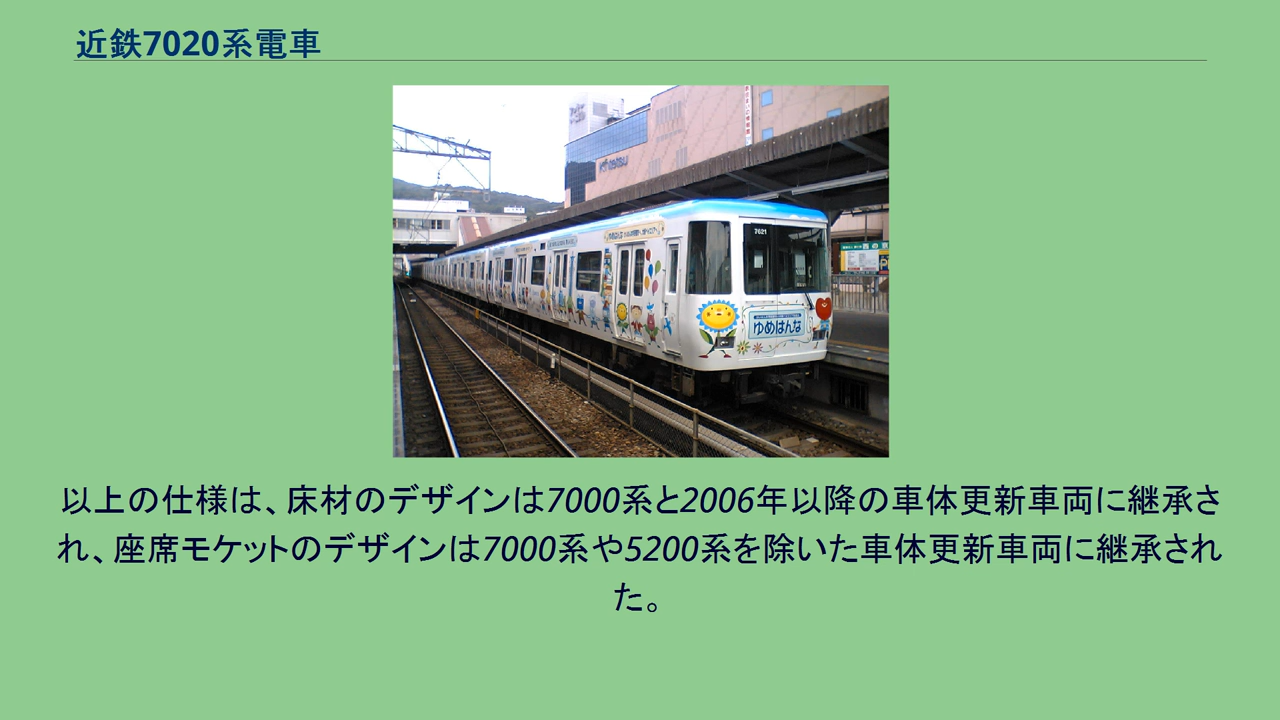 近鉄7020系電車
Kintetsu
7621
ゆめはんな
以上の仕様は、床材のデザインは7000系と2006年以降の車体更新車両に継承さ
れ、座席モケットのデザインは7000系や5200系を除いた車体更新車両に継承され
た。